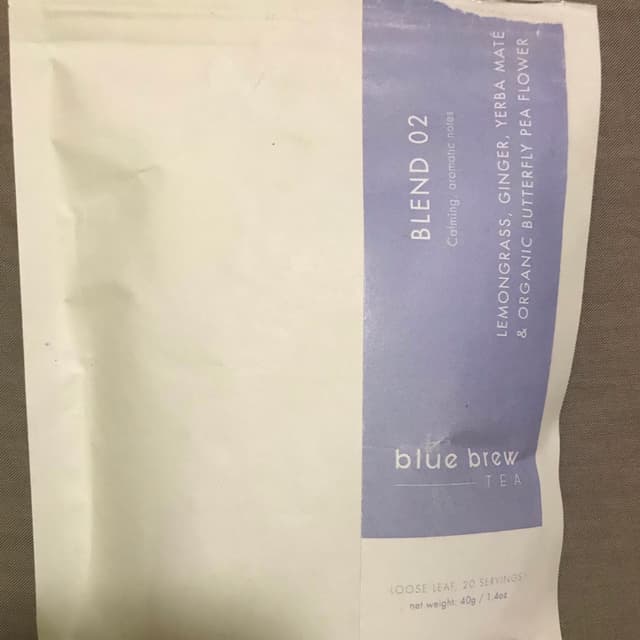 BLEND 02
Calming, aromatic notes
LEMONGRASS, GINGER, YERBA MATÉ
& ORGANIC BUTTERFLY PEA FLOWER
blue brew
TEA
LOOSE LEAF, 20 SERVINGS
net weight: 40g / 1.4oz